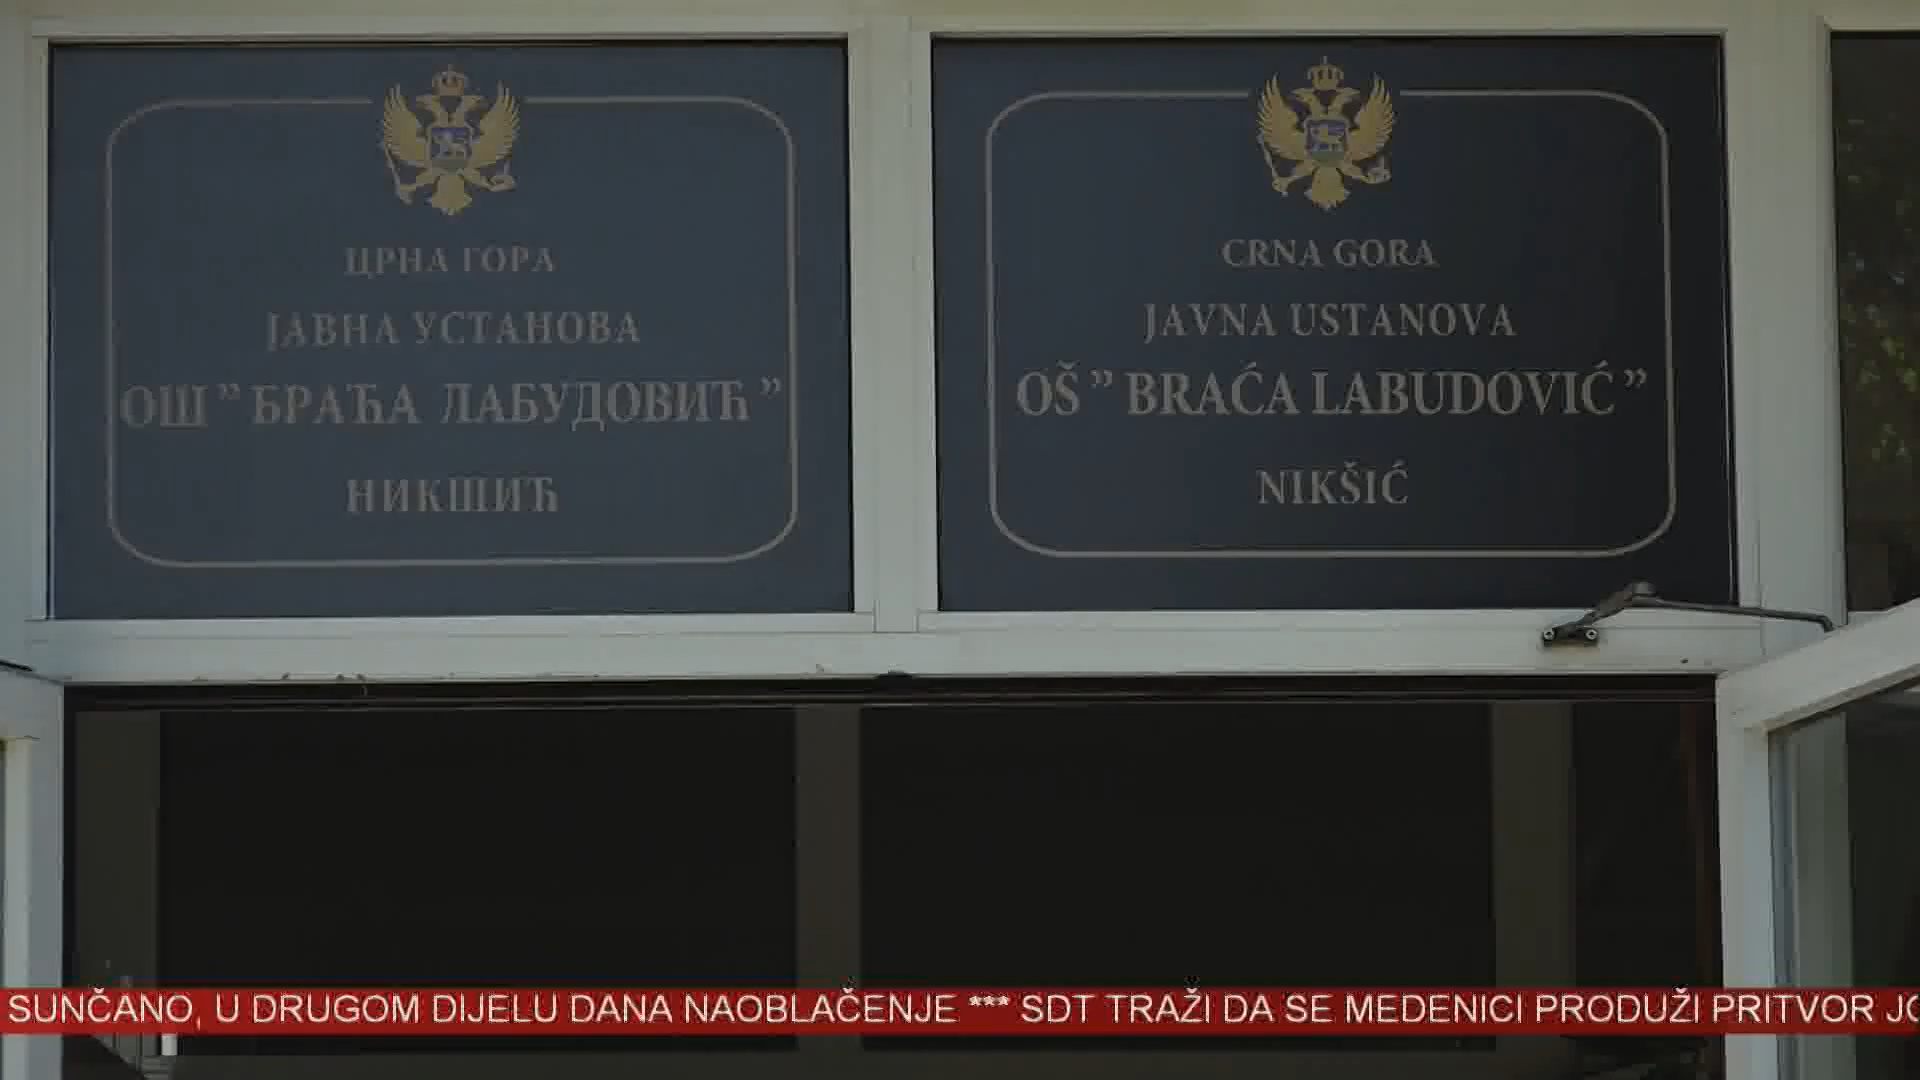 ЦРНА ГОРА
ЈАВНА УСТАНОВА
ОШ ” БРАЋА ЛАБУДОВИЋ ”
НИКШИЋ
CRNA GORA
JAVNA USTANOVA
OŠ ” BRAĆA LABUDOVIĆ ”
NIKŠIĆ
SUNČANO, U DRUGOM DIJELU DANA NAOBLAČENJE *** SDT TRAŽI DA SE MEDENICI PRODUŽI PRITVOR